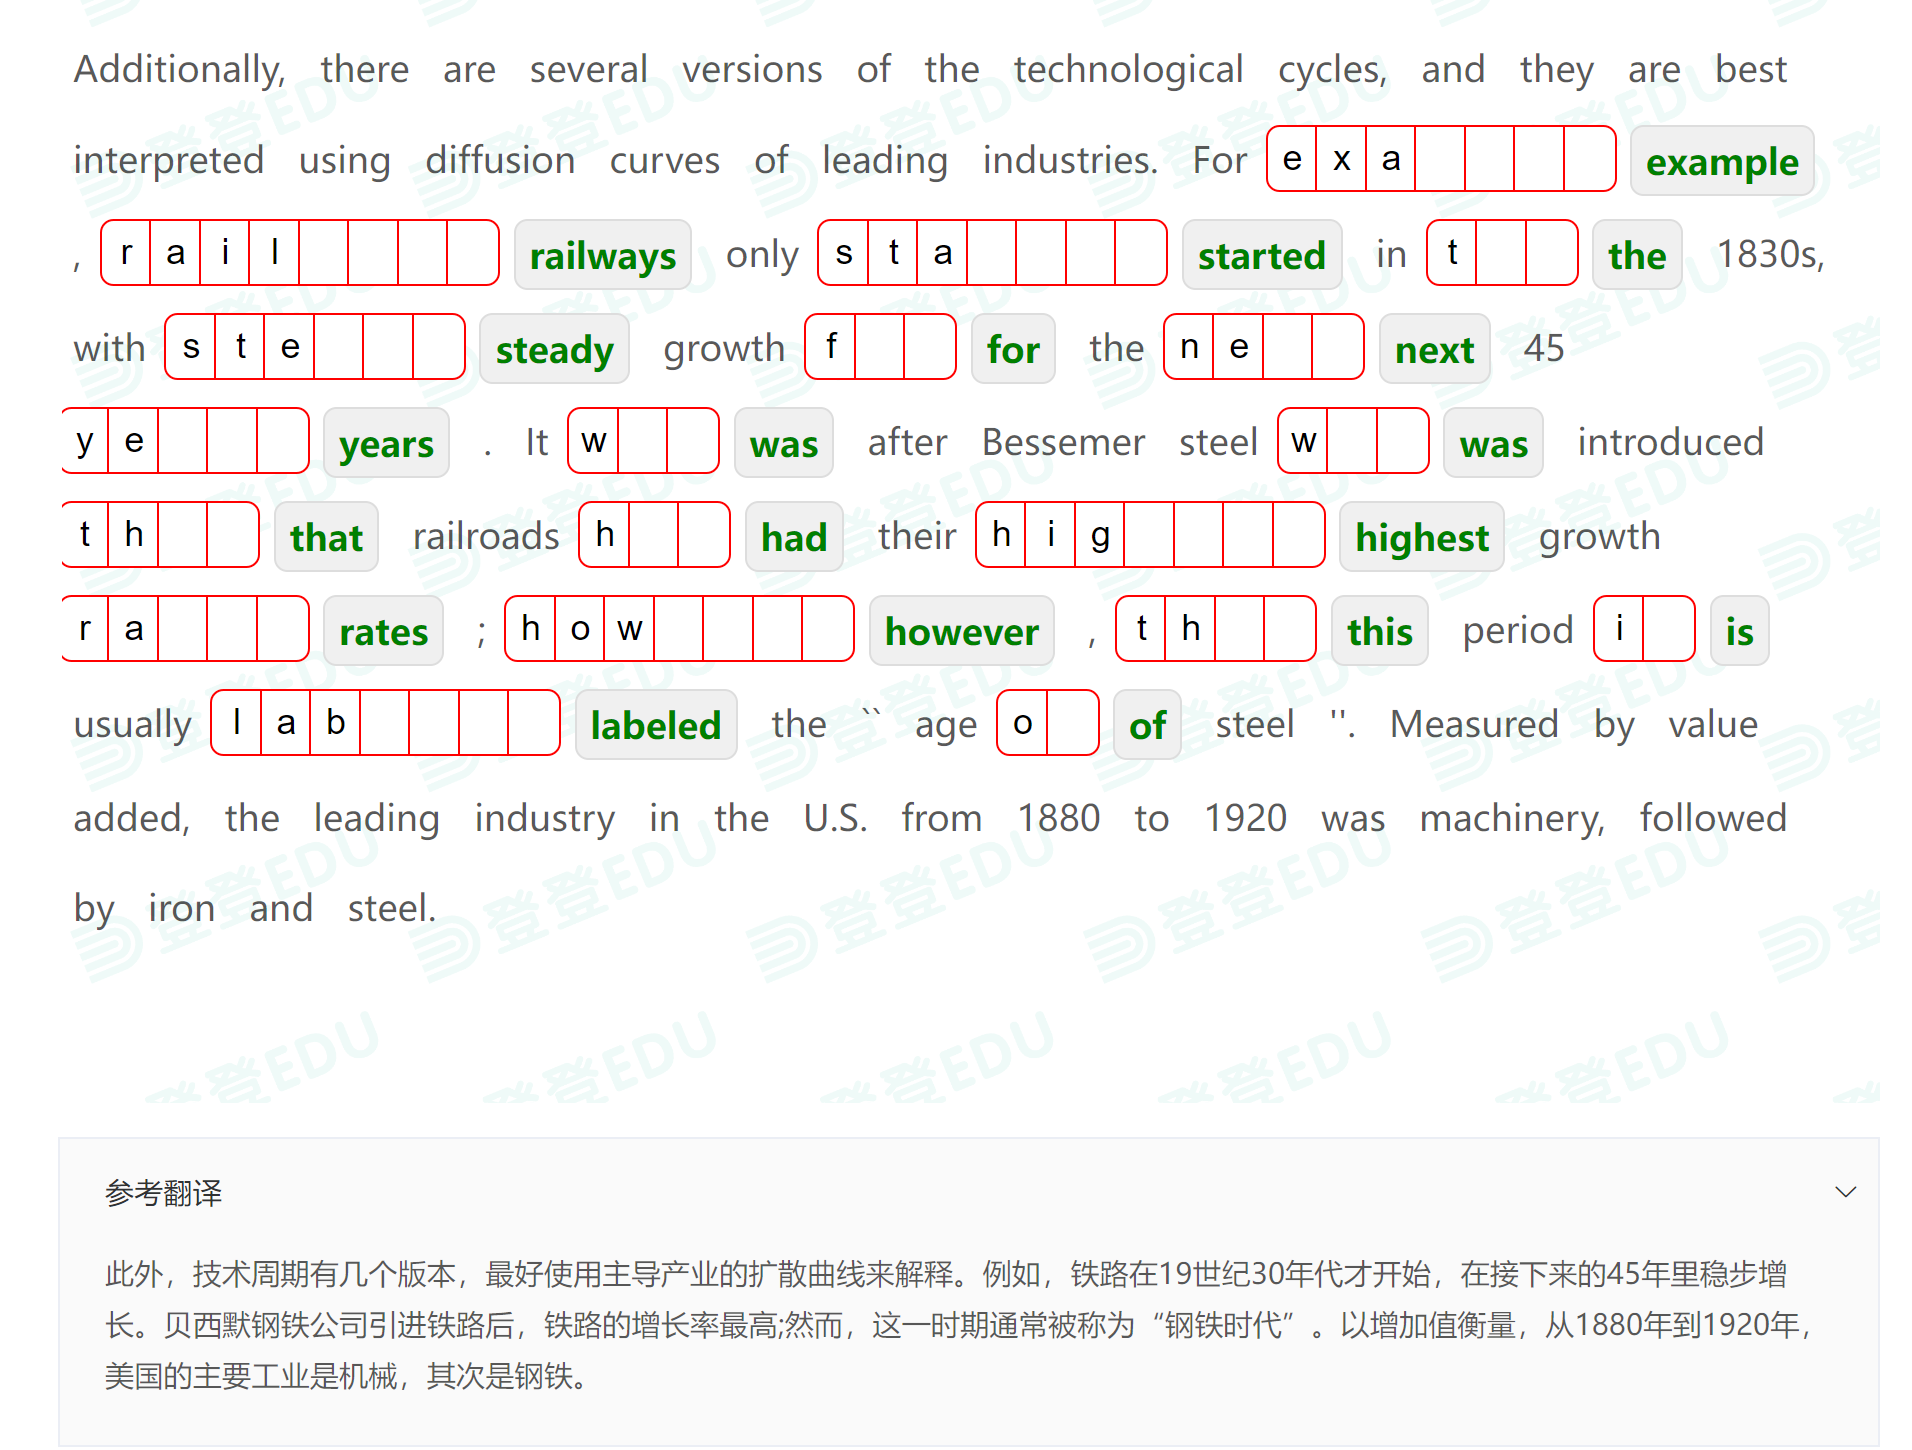 Additionally, there are several versions of the technological cycles, and they are best
interpreted using diffusion curves of leading industries. For e x a example
, r a i l railways only s t a started in t the 1830s,
with s t e steady growth f for the n e next 45
y e years . It w was after Bessemer steel w was introduced
t h that railroads h had their h i g highest growth
r a rates ; h o w however , t h this period i is
usually l a b labeled the `` age o of steel ''. Measured by value
added, the leading industry in the U.S. from 1880 to 1920 was machinery, followed
by iron and steel.
参考翻译
此外，技术周期有几个版本，最好使用主导产业的扩散曲线来解释。例如，铁路在19世纪30年代才开始，在接下来的45年里稳步增
长。贝西默钢铁公司引进铁路后，铁路的增长率最高;然而，这一时期通常被称为“钢铁时代”。以增加值衡量，从1880年到1920年，
美国的主要工业是机械，其次是钢铁。
登登EDU